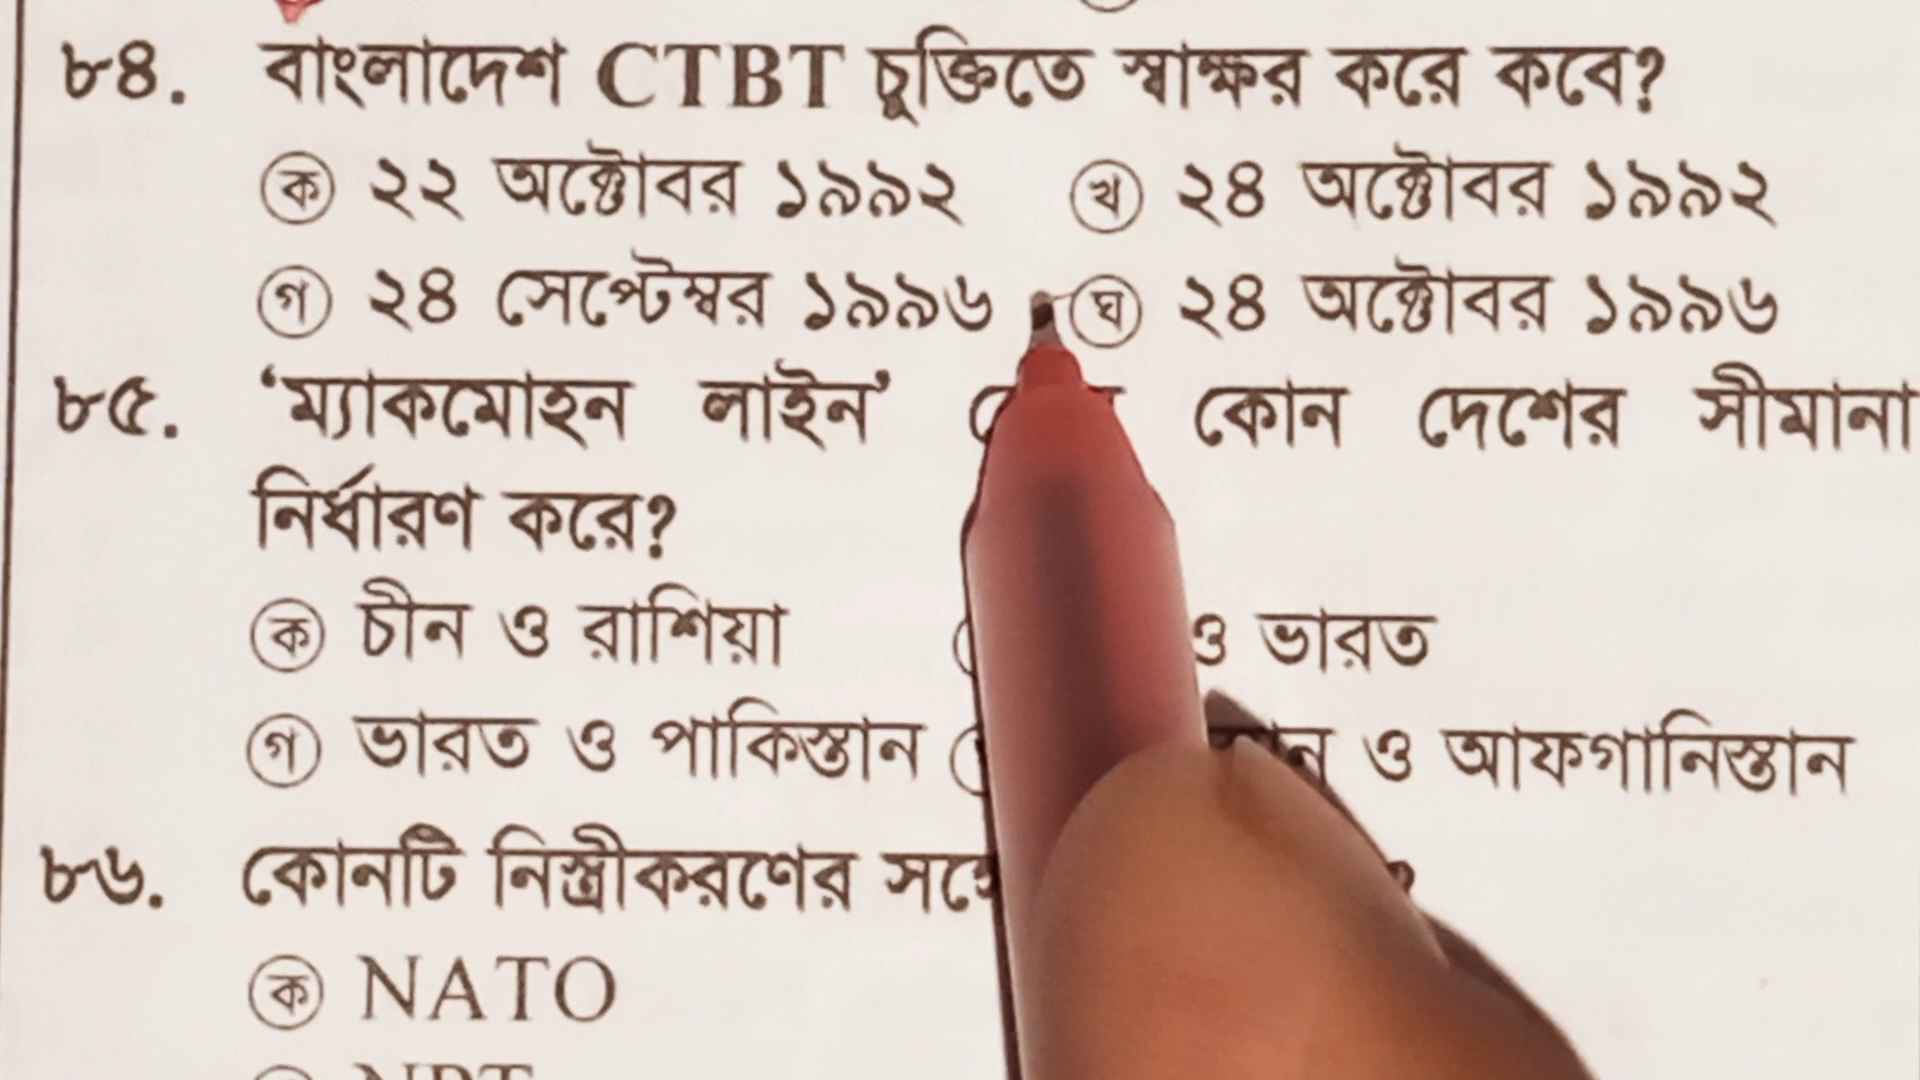 ৮৪. বাংলাদেশ CTBT চুক্তিতে স্বাক্ষর করে কবে?
ক ২২ অক্টোবর ১৯৯২ খ ২৪ অক্টোবর ১৯৯২
গ ২৪ সেপ্টেম্বর ১৯৯৬ ঘ ২৪ অক্টোবর ১৯৯৬
৮৫. ‘ম্যাকমোহন লাইন’ কোন দেশের সীমানা
নির্ধারণ করে?
ক চীন ও রাশিয়া ও ভারত
গ ভারত ও পাকিস্তান ও আফগানিস্তান
৮৬. কোনটি নিস্ত্রীকরণের
ক NATO